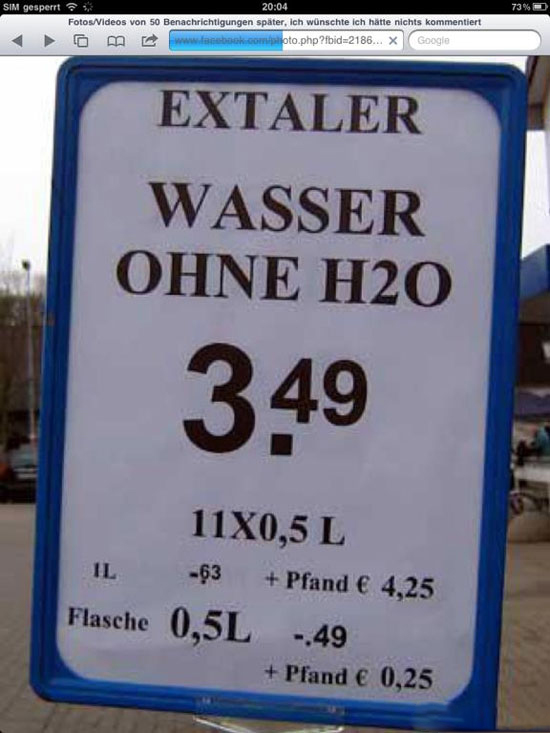 SIM gesperrt 20:04 73%
Fotos/Videos von 50 Benachrichtigungen später, ich wünschte ich hätte nichts kommentiert
www.facebook.com/photo.php?fbid=2186... Google
EXTALER
WASSER
OHNE H2O
3.49
11X0,5 L
1L -63 + Pfand € 4,25
Flasche 0,5L -.49
+ Pfand € 0,25